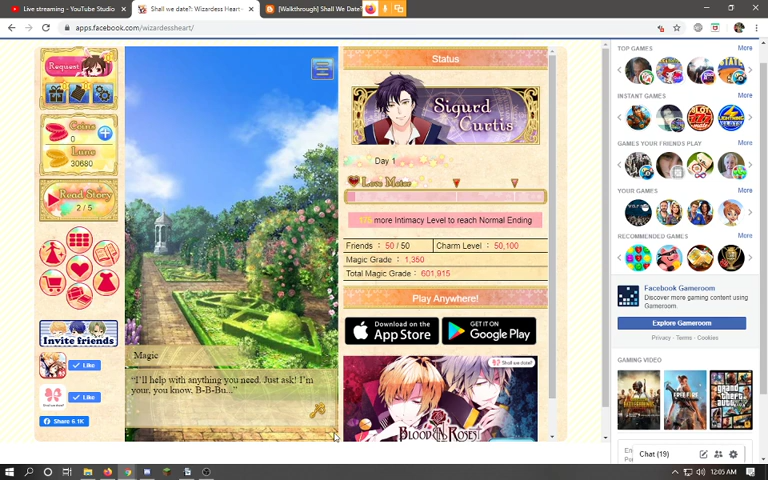 Live streaming - YouTube Studio
Shall we date?: Wizardess Heart -
[Walkthrough] Shall We Date?
apps.facebook.com/wizardessheart/
Request
Coins
0
Lune
30680
Read Story
2 / 5
Invite friends
Like
Like
Share 6.1K
Magic
"I'll help with anything you need. Just ask! I'm
your, you know, B-B-Bu..."
Status
Sigurd
Curtis
Day 1
Love Meter
more Intimacy Level to reach Normal Ending
Friends : 50 / 50
Charm Level : 50,100
Magic Grade : 1,350
Total Magic Grade : 601,915
Play Anywhere!
Download on the
App Store
GET IT ON
Google Play
Shall we date?
BLOOD IN ROSES
TOP GAMES
More
INSTANT GAMES
More
GAMES YOUR FRIENDS PLAY
More
YOUR GAMES
More
RECOMMENDED GAMES
More
Facebook Gameroom
Discover more gaming content using
Gameroom.
Explore Gameroom
Privacy · Terms · Cookies
GAMING VIDEO
Chat (19)
12:05 AM